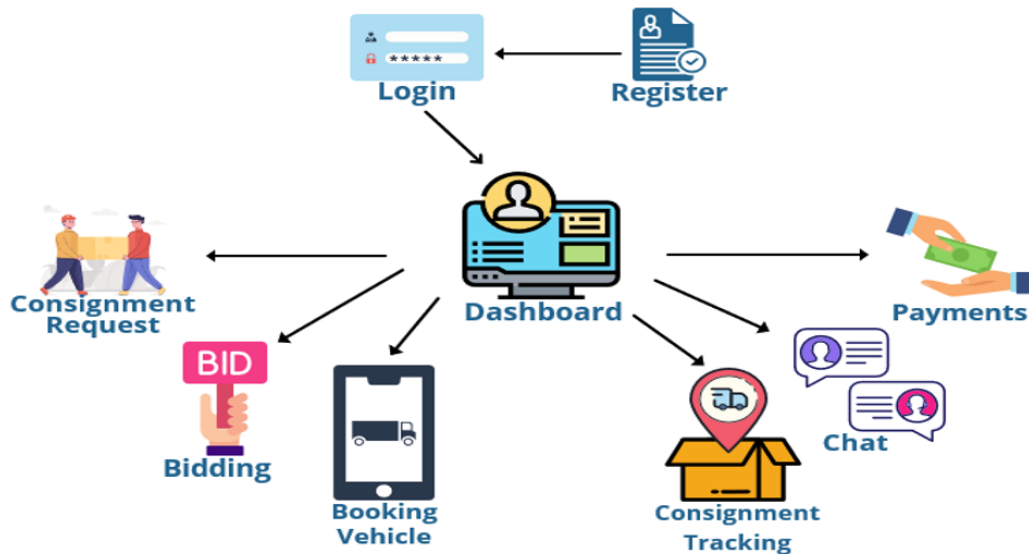 *****
Login
Register
Dashboard
Consignment
Request
Payments
BID
Bidding
Chat
Booking
Vehicle
Consignment
Tracking